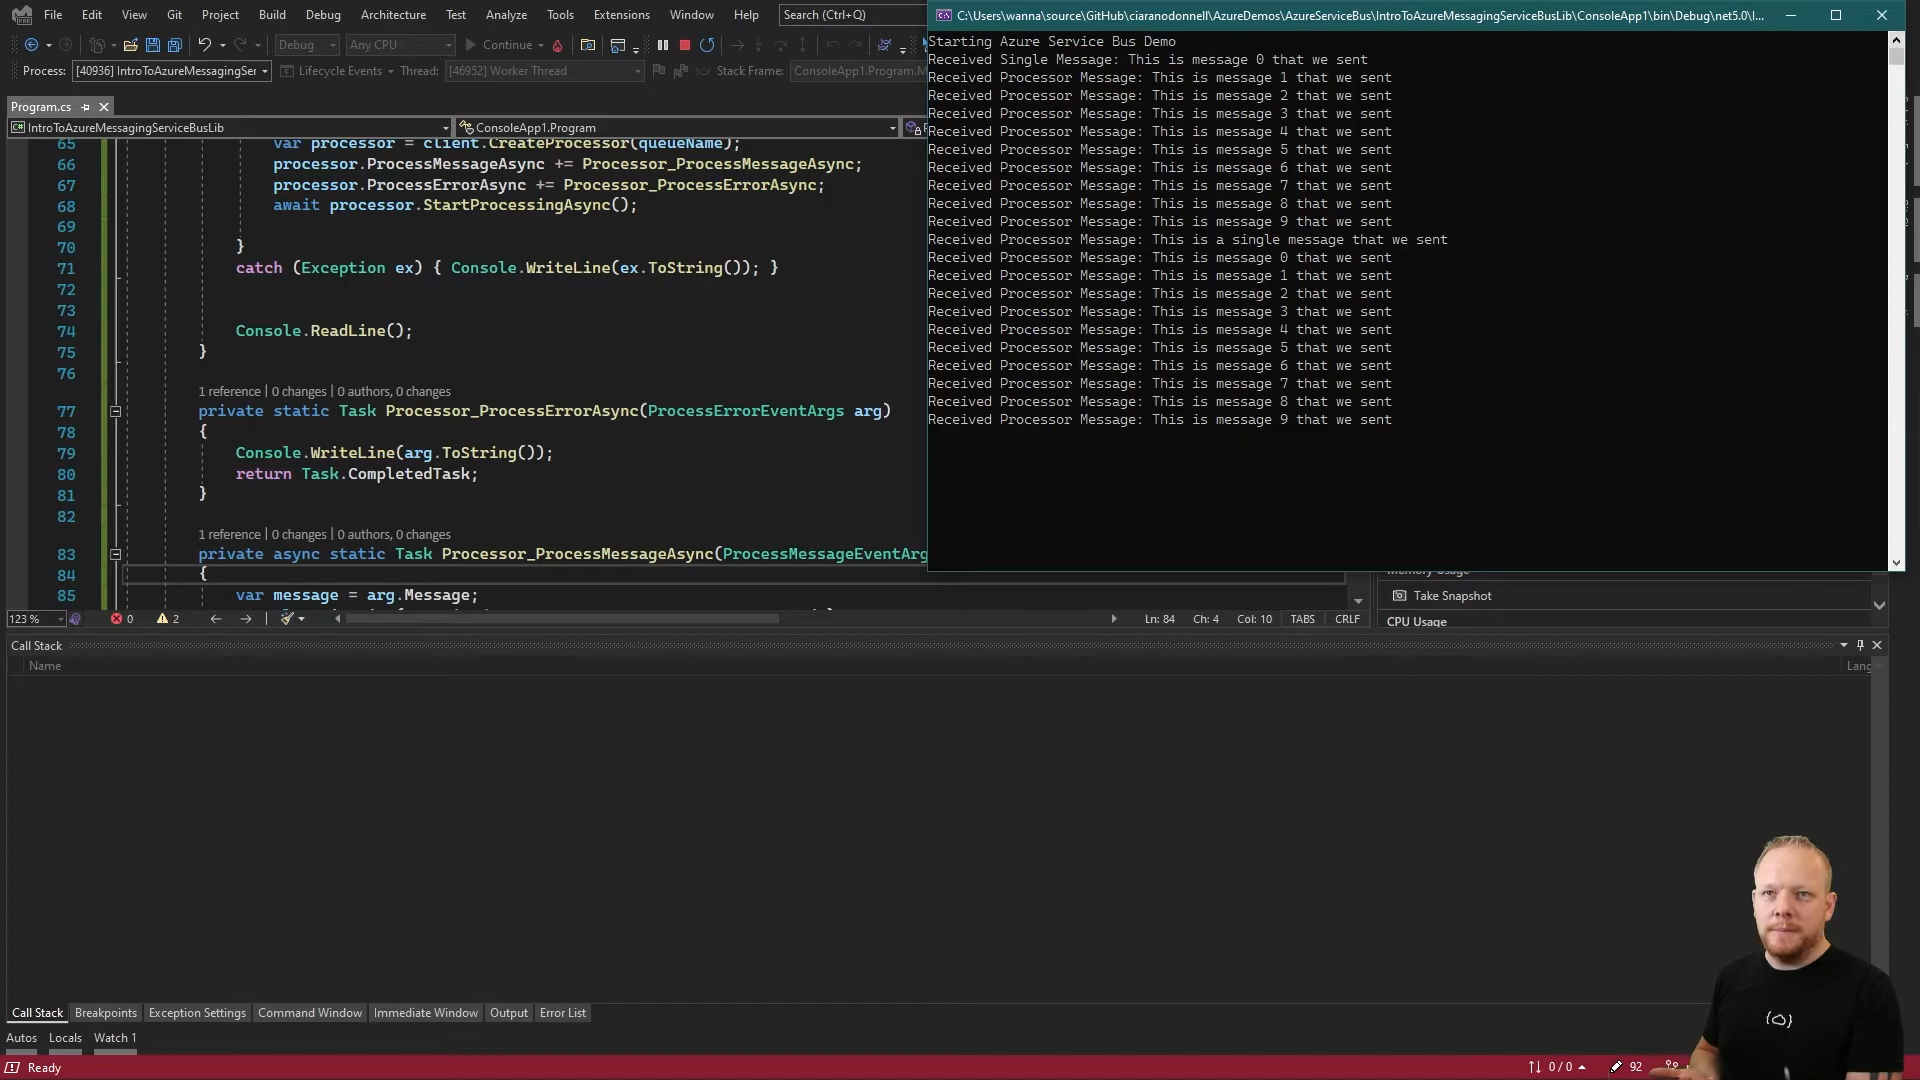 File Edit View Git Project Build Debug Architecture Test Analyze Tools Extensions Window Help Search (Ctrl+Q)
Debug Any CPU Continue
Process: [40936] IntroToAzureMessagingSer Lifecycle Events Thread: [46952] Worker Thread Stack Frame: ConsoleApp1.Program.M
Program.cs
IntroToAzureMessagingServiceBusLib ConsoleApp1.Program
65 var processor = client.CreateProcessor(queueName);
66 processor.ProcessMessageAsync += Processor_ProcessMessageAsync;
67 processor.ProcessErrorAsync += Processor_ProcessErrorAsync;
68 await processor.StartProcessingAsync();
69
70 }
71 catch (Exception ex) { Console.WriteLine(ex.ToString()); }
72
73
74 Console.ReadLine();
75 }
76
1 reference | 0 changes | 0 authors, 0 changes
77 private static Task Processor_ProcessErrorAsync(ProcessErrorEventArgs arg)
78 {
79 Console.WriteLine(arg.ToString());
80 return Task.CompletedTask;
81 }
82
1 reference | 0 changes | 0 authors, 0 changes
83 private async static Task Processor_ProcessMessageAsync(ProcessMessageEventArg
84 {
85 var message = arg.Message;
123 % 0 2 Ln: 84 Ch: 4 Col: 10 TABS CRLF
C:\Users\wanna\source\GitHub\ciaranodonnell\AzureDemos\AzureServiceBus\IntroToAzureMessagingServiceBusLib\ConsoleApp1\bin\Debug\net5.0\I...
Starting Azure Service Bus Demo
Received Single Message: This is message 0 that we sent
Received Processor Message: This is message 1 that we sent
Received Processor Message: This is message 2 that we sent
Received Processor Message: This is message 3 that we sent
Received Processor Message: This is message 4 that we sent
Received Processor Message: This is message 5 that we sent
Received Processor Message: This is message 6 that we sent
Received Processor Message: This is message 7 that we sent
Received Processor Message: This is message 8 that we sent
Received Processor Message: This is message 9 that we sent
Received Processor Message: This is a single message that we sent
Received Processor Message: This is message 0 that we sent
Received Processor Message: This is message 1 that we sent
Received Processor Message: This is message 2 that we sent
Received Processor Message: This is message 3 that we sent
Received Processor Message: This is message 4 that we sent
Received Processor Message: This is message 5 that we sent
Received Processor Message: This is message 6 that we sent
Received Processor Message: This is message 7 that we sent
Received Processor Message: This is message 8 that we sent
Received Processor Message: This is message 9 that we sent
Memory Usage
Take Snapshot
CPU Usage
Call Stack
Name Lang
Call Stack Breakpoints Exception Settings Command Window Immediate Window Output Error List
Autos Locals Watch 1
Ready 0 / 0 92